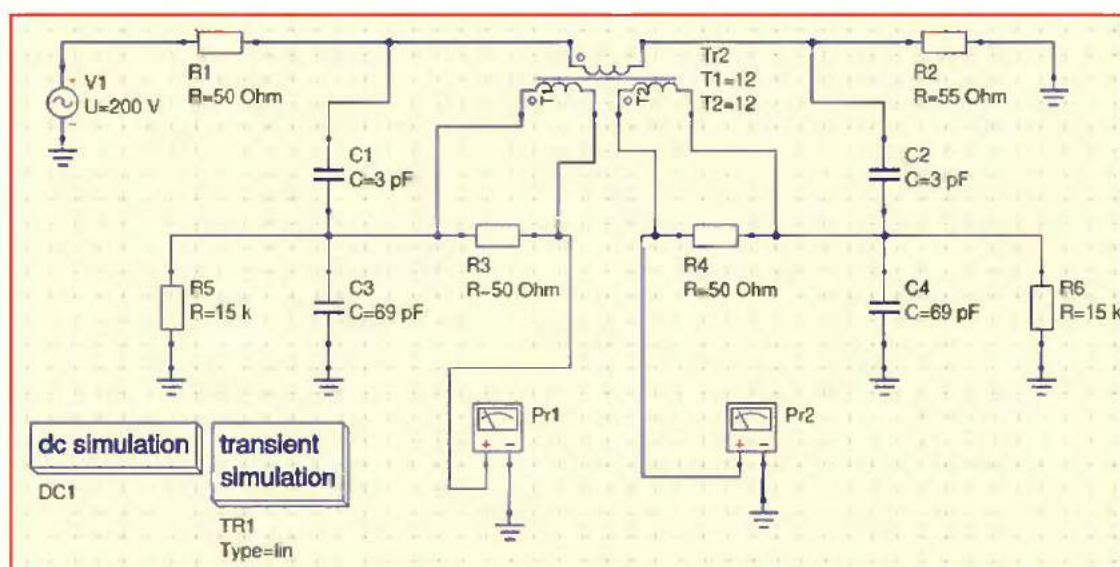 V1
U=200 V
R1
R=50 Ohm
Tr2
T1=12
T2=12
R2
R=55 Ohm
T1
T2
C1
C=3 pF
C2
C=3 pF
R5
R=15 k
C3
C=69 pF
R3
R~50 Ohm
R4
R=50 Ohm
C4
C=69 pF
R6
R=15 k
Pr1
Pr2
dc simulation
DC1
transient
simulation
TR1
Type=lin